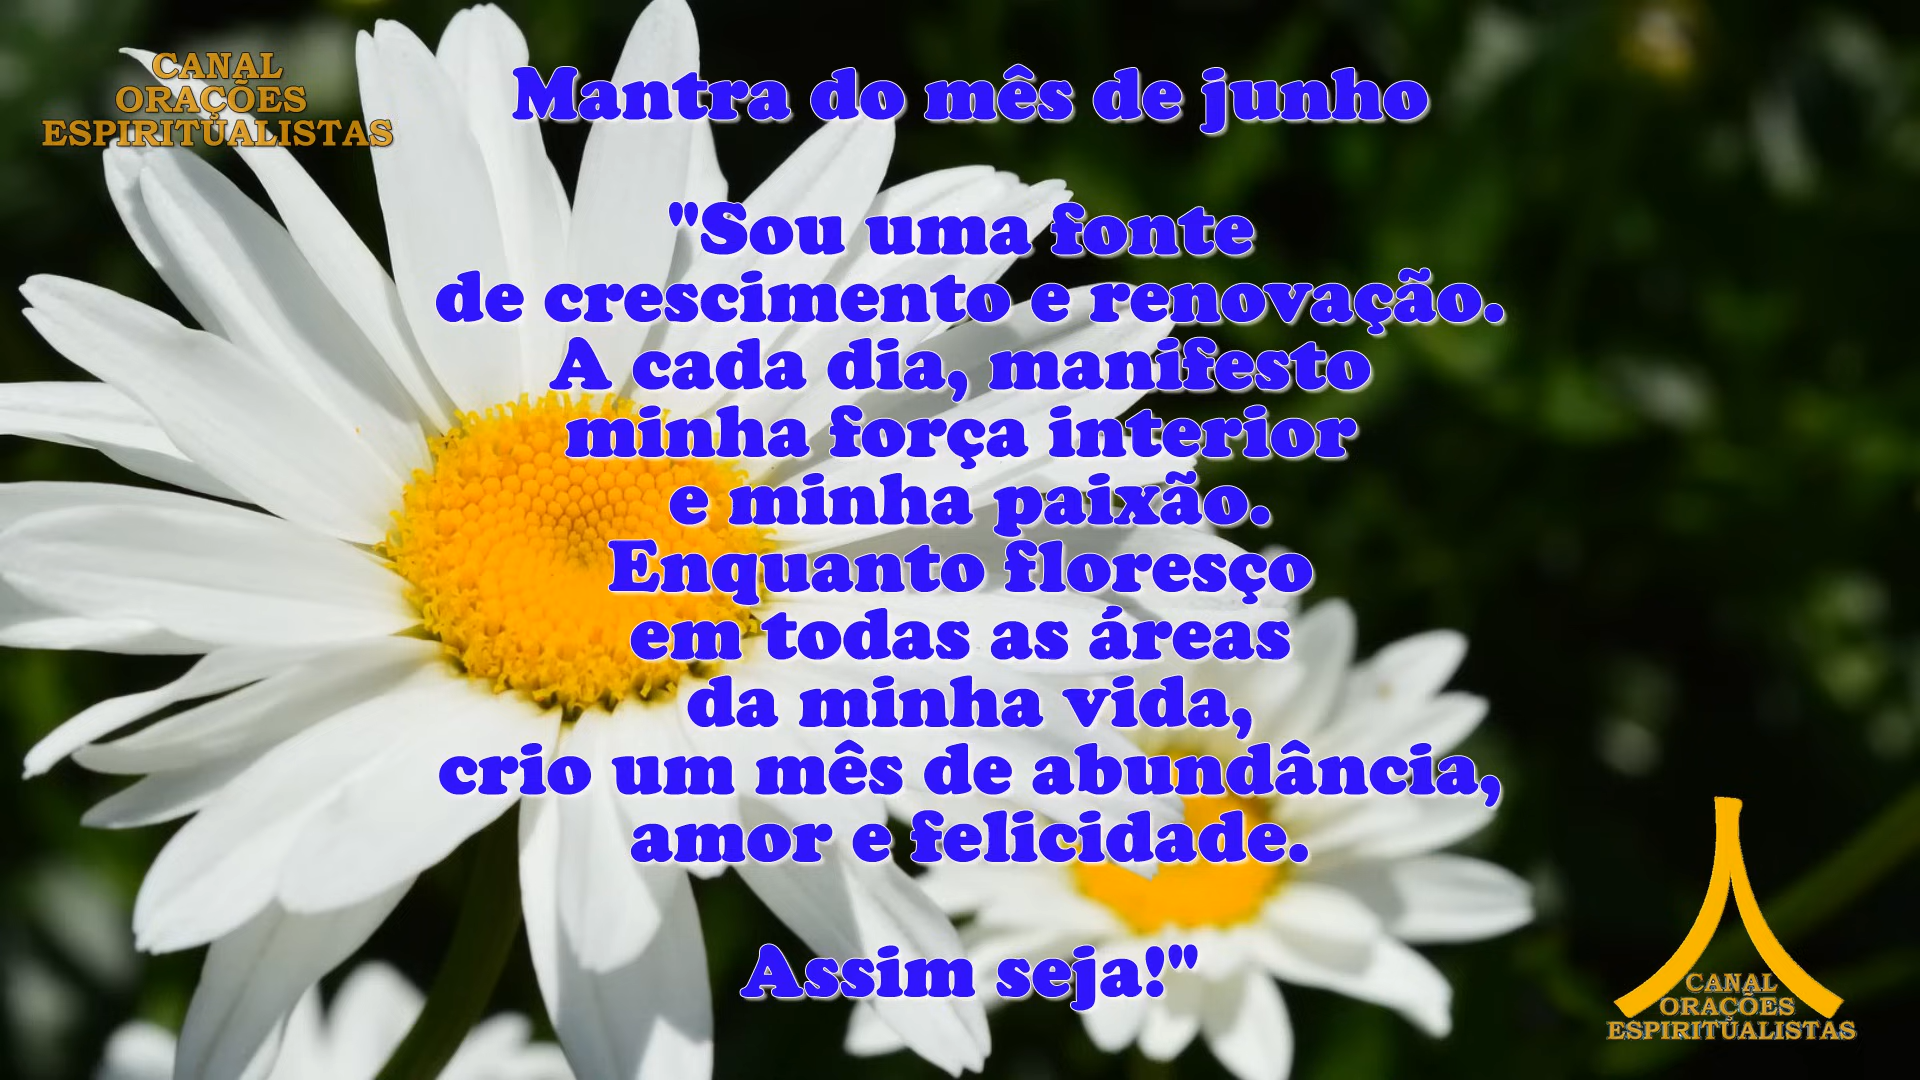 CANAL
ORAÇÕES
ESPIRITUALISTAS
Mantra do mês de junho
"Sou uma fonte
de crescimento e renovação.
A cada dia, manifesto
minha força interior
e minha paixão.
Enquanto floresço
em todas as áreas
da minha vida,
crio um mês de abundância,
amor e felicidade.
Assim seja!"
CANAL
ORAÇÕES
ESPIRITUALISTAS